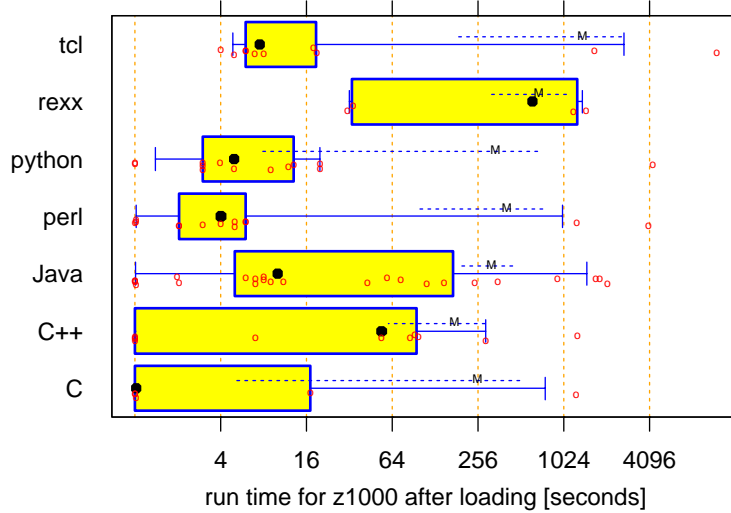 tcl
M
rexx
M
python
M
perl
M
Java
M
C++
M
C
M
4 16 64 256 1024 4096
run time for z1000 after loading [seconds]